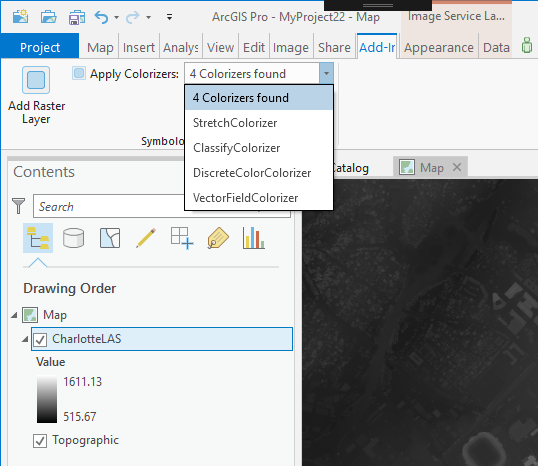 ArcGIS Pro - MyProject22 - Map
Image Service La...
Project
Map
Insert
Analys
View
Edit
Image
Share
Add-In
Appearance
Data
Apply Colorizers:
4 Colorizers found
Add Raster
Layer
4 Colorizers found
StretchColorizer
ClassifyColorizer
DiscreteColorColorizer
VectorFieldColorizer
Symbolo
Contents
Catalog
Map
Search
Drawing Order
Map
CharlotteLAS
Value
1611.13
515.67
Topographic